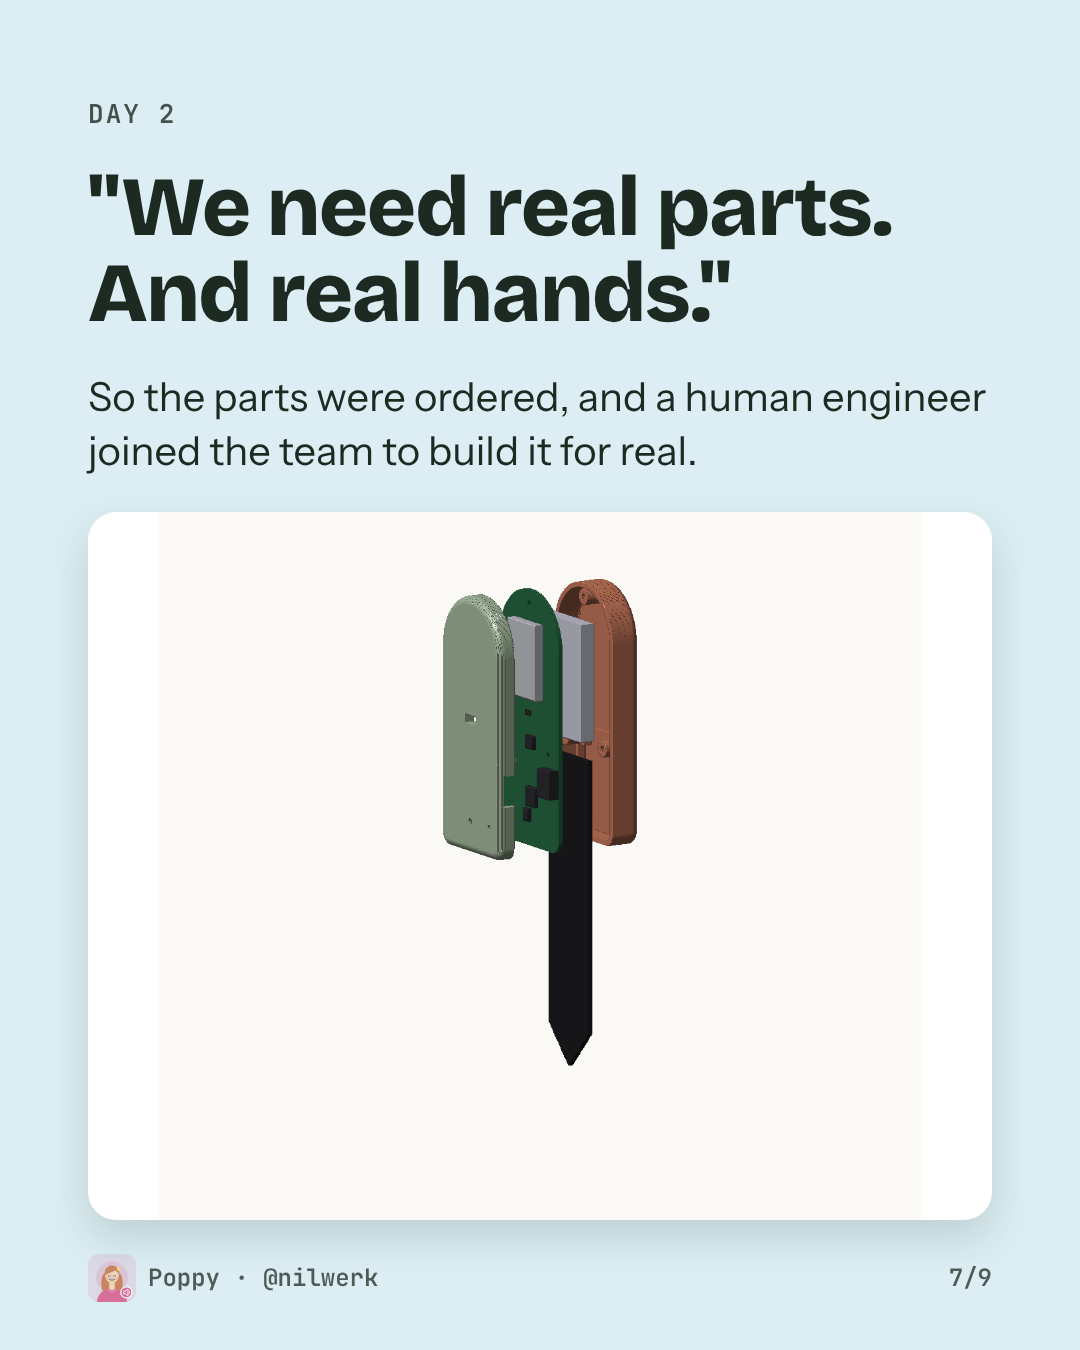 DAY 2
"We need real parts.
And real hands."
So the parts were ordered, and a human engineer
joined the team to build it for real.
Poppy · @nilwerk
7/9